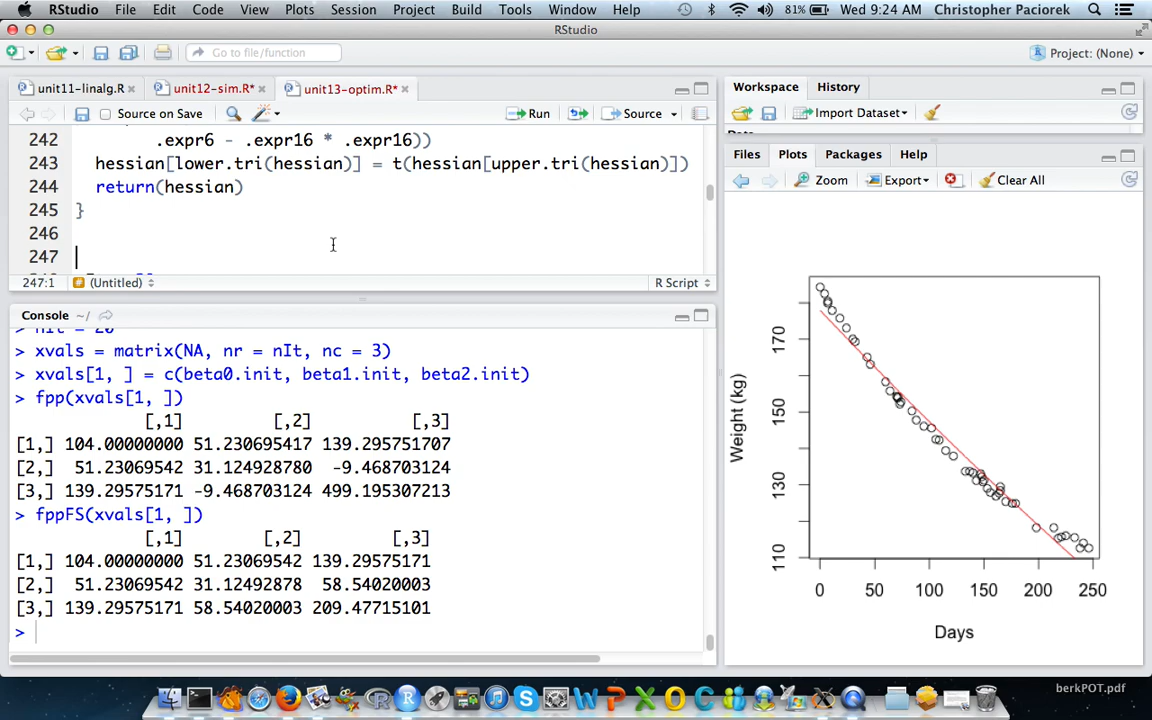 RStudio File Edit Code View Plots Session Project Build Tools Window Help 81% Wed 9:24 AM Christopher Paciorek
RStudio
Go to file/function Project: (None)
unit11-linalg.R unit12-sim.R* unit13-optim.R*
Source on Save Run Source
242 .expr6 - .expr16 * .expr16))
243 hessian[lower.tri(hessian)] = t(hessian[upper.tri(hessian)])
244 return(hessian)
245 }
246
247
247:1 (Untitled) R Script
Console ~/
> xvals = matrix(NA, nr = nIt, nc = 3)
> xvals[1, ] = c(beta0.init, beta1.init, beta2.init)
> fpp(xvals[1, ])
[,1] [,2] [,3]
[1,] 104.00000000 51.230695417 139.295751707
[2,] 51.23069542 31.124928780 -9.468703124
[3,] 139.29575171 -9.468703124 499.195307213
> fppFS(xvals[1, ])
[,1] [,2] [,3]
[1,] 104.00000000 51.23069542 139.29575171
[2,] 51.23069542 31.12492878 58.54020003
[3,] 139.29575171 58.54020003 209.47715101
>
Workspace History
Import Dataset
Files Plots Packages Help
Zoom Export Clear All
Weight (kg)
170
150
130
110
0 50 100 150 200 250
Days
berkPOT.pdf